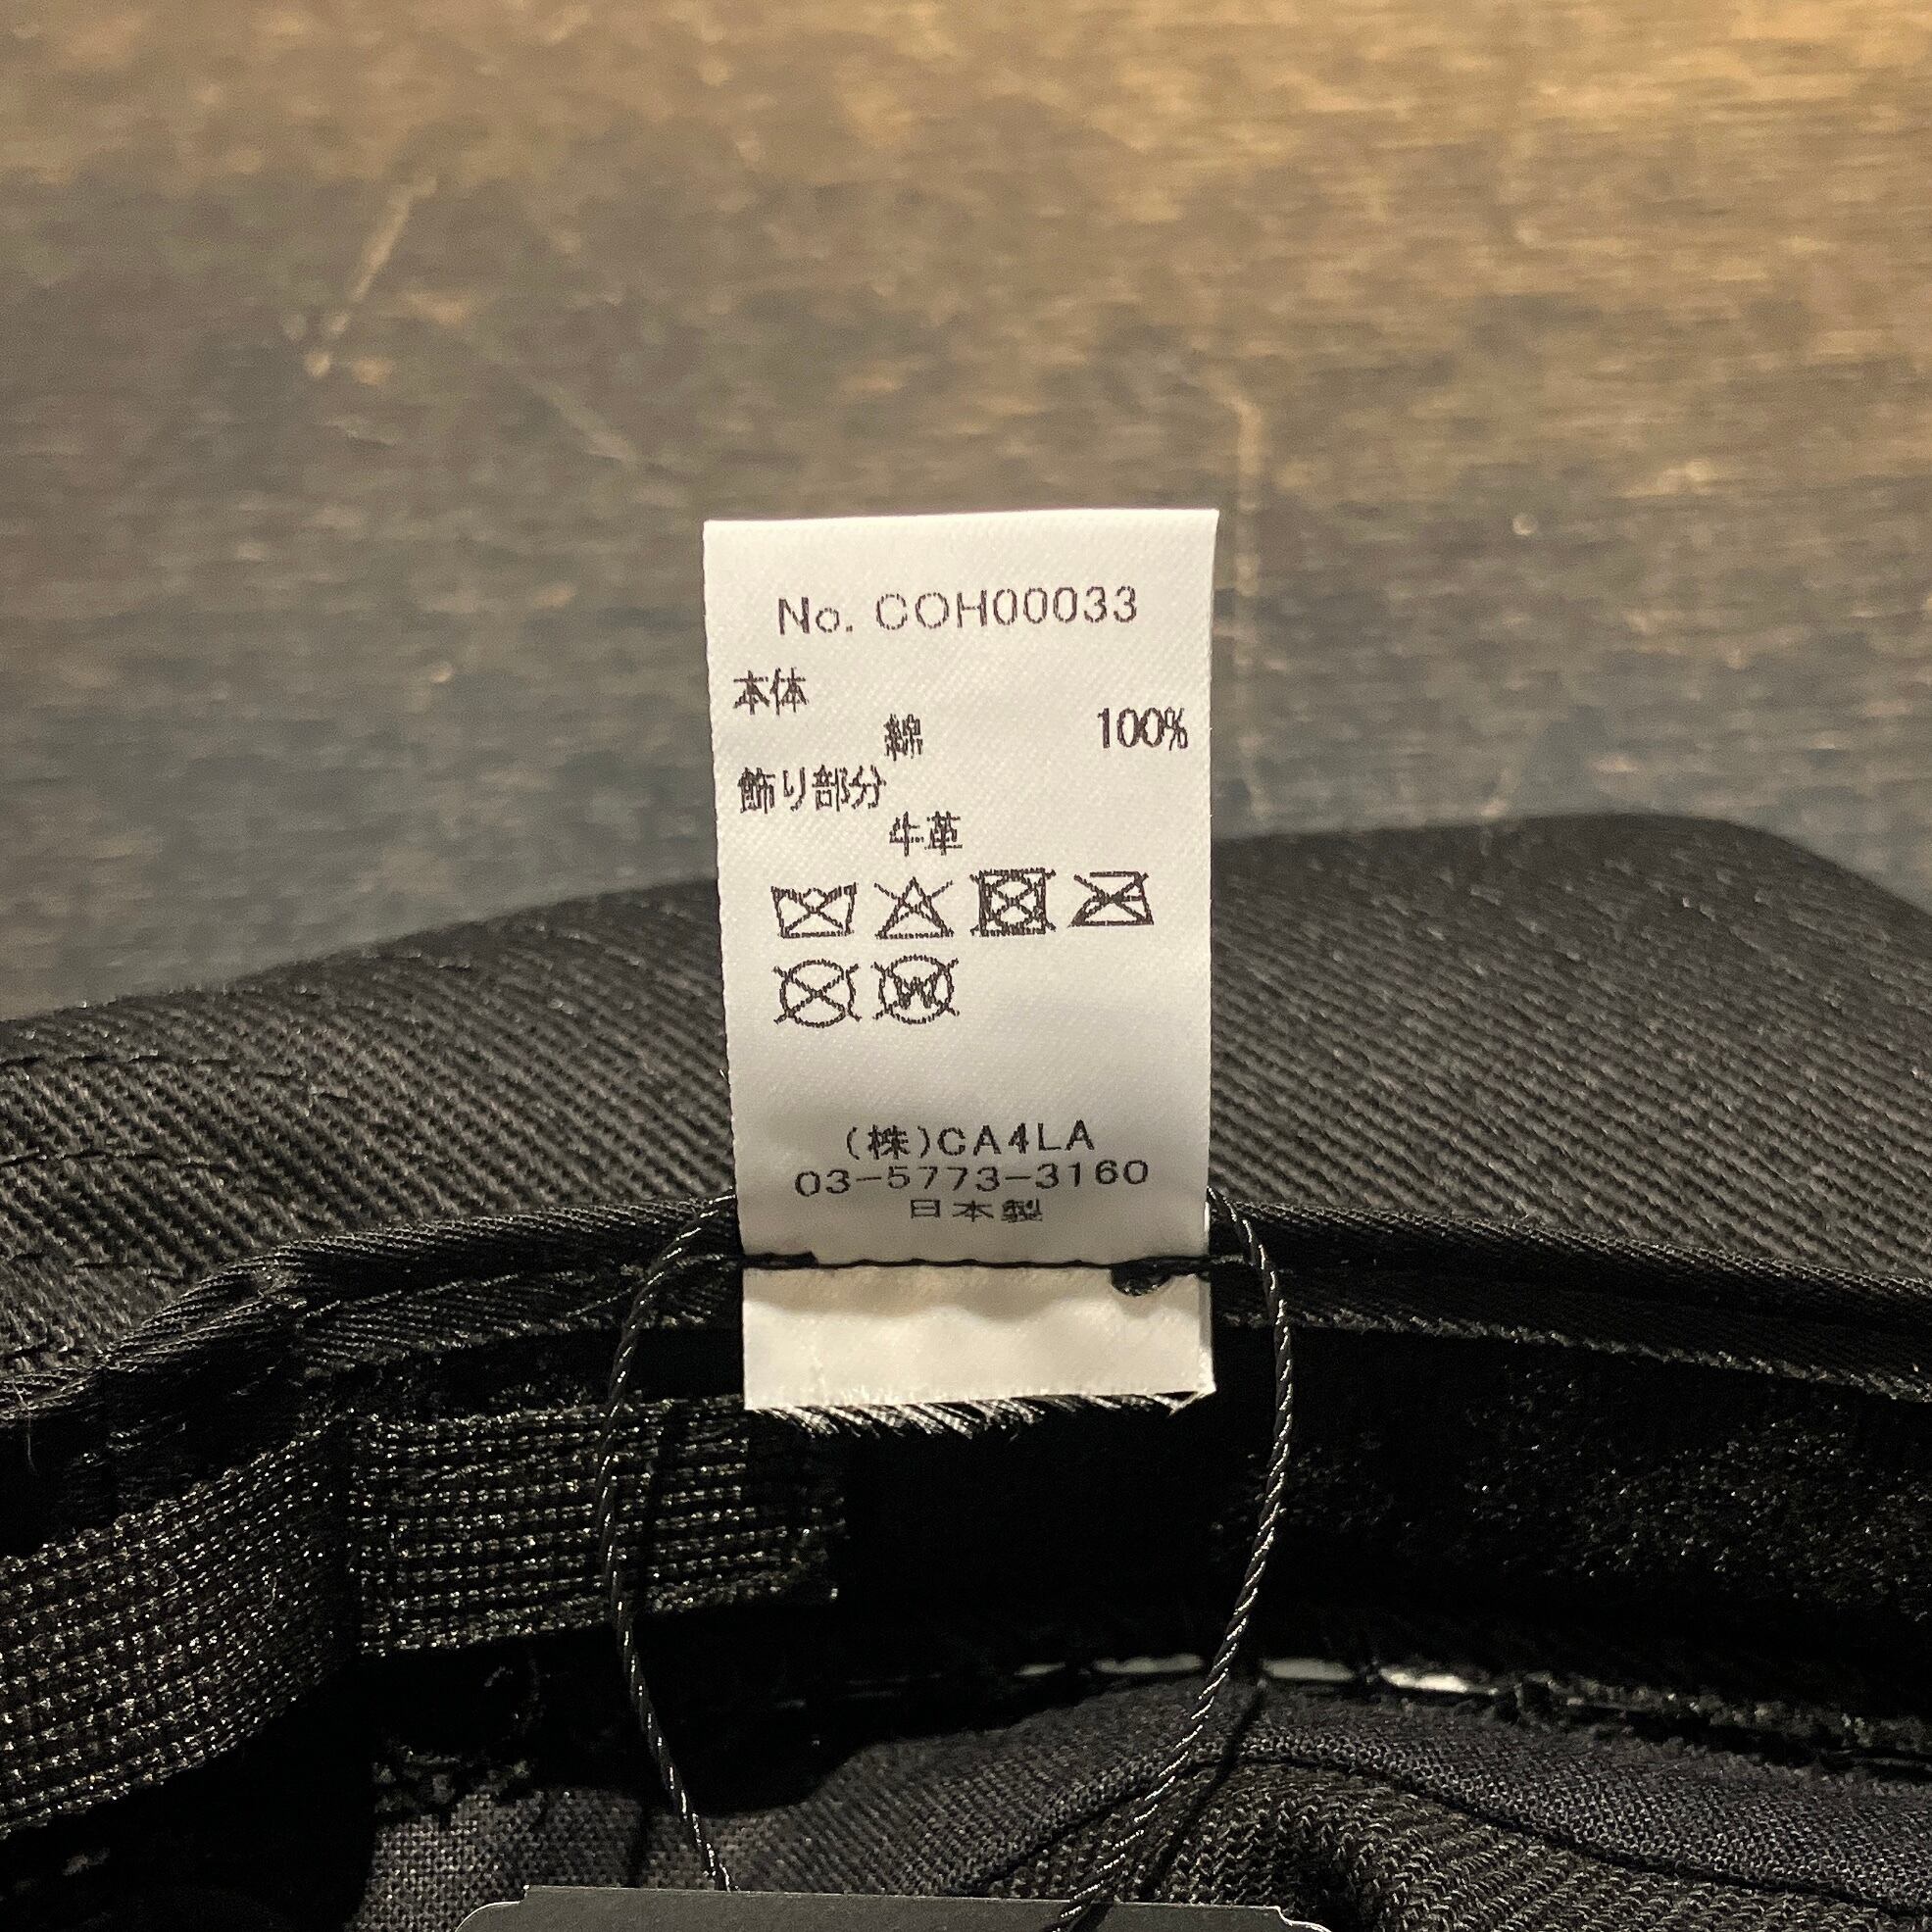 No. COH00033
本体
綿 100%
飾り部分
牛革
(株)CA4LA
03-5773-3160
日本製